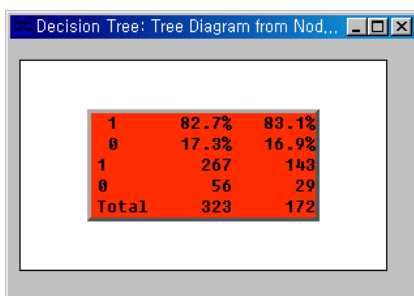 Decision Tree: Tree Diagram from Nod...
1 82.7% 83.1%
0 17.3% 16.9%
1 267 143
0 56 29
Total 323 172